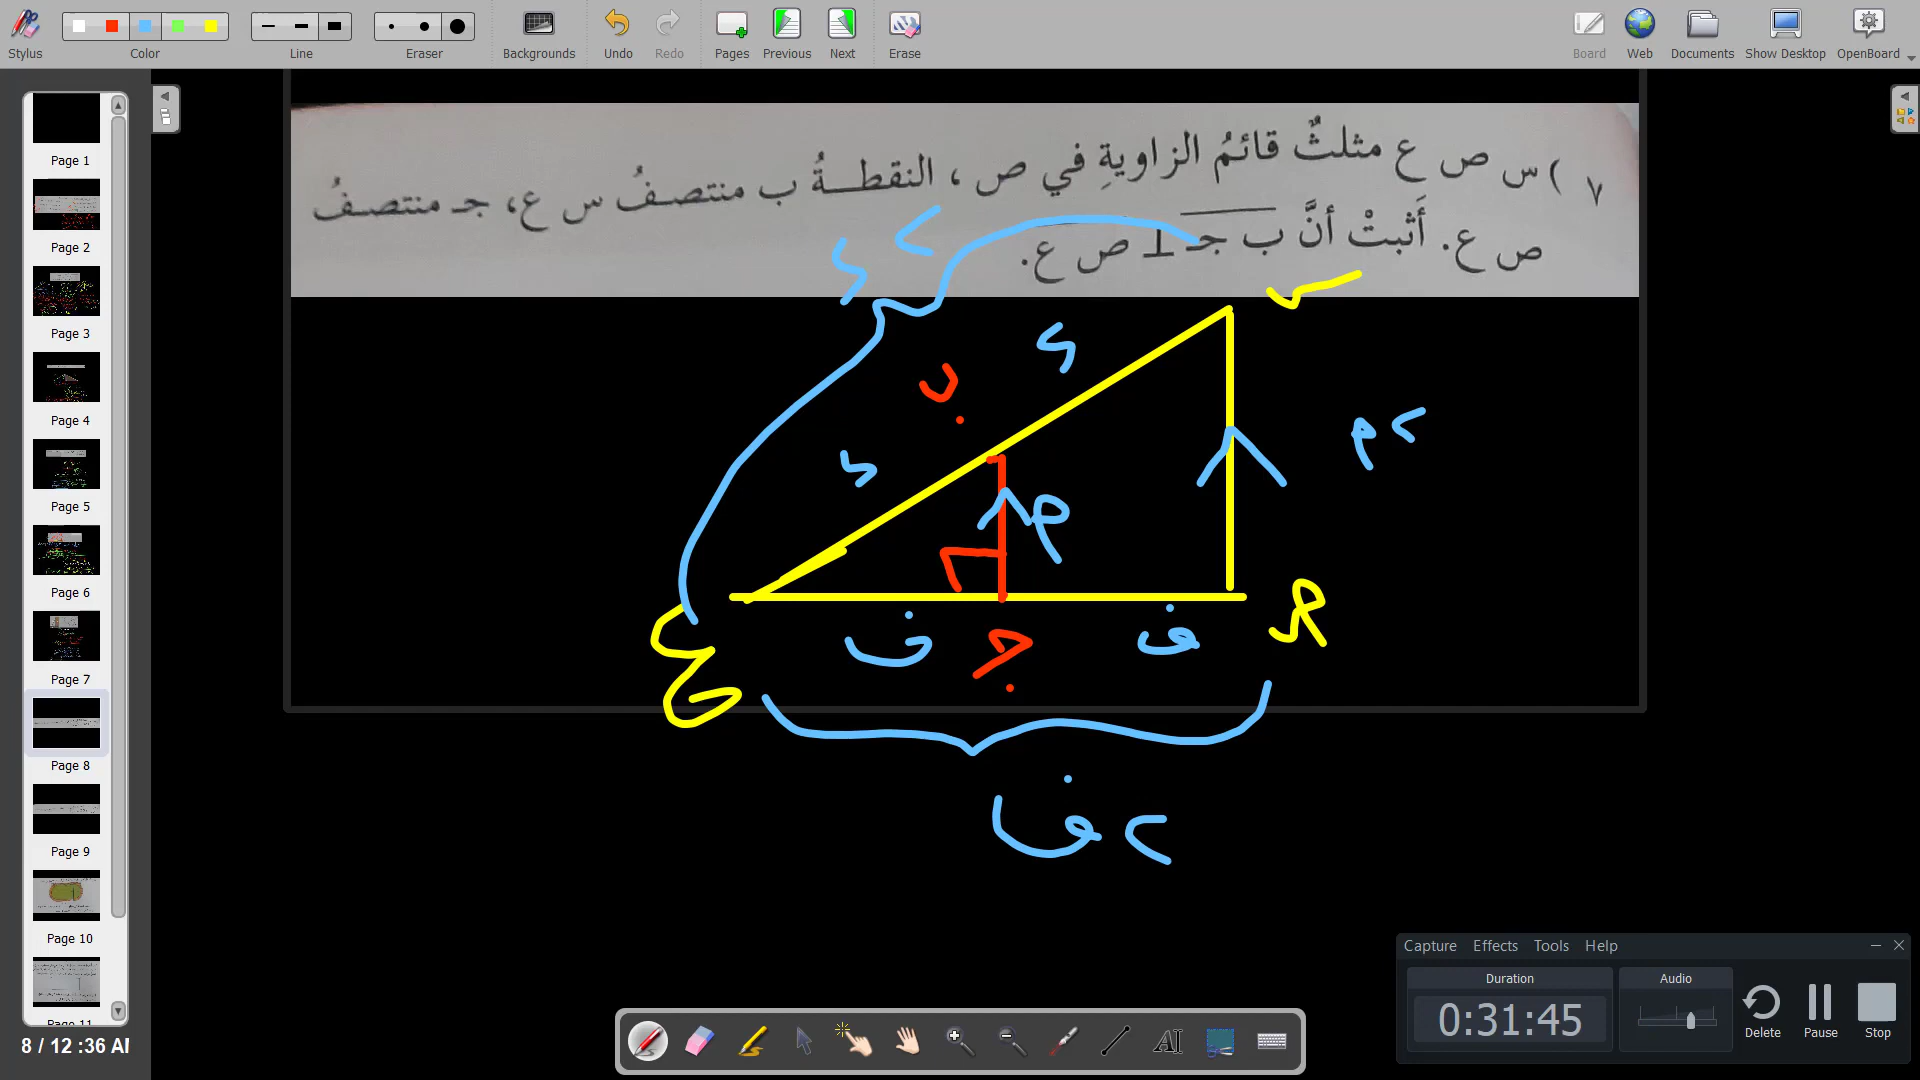 Stylus
Color
Line
Eraser
Backgrounds
Undo
Redo
Pages
Previous
Next
Erase
Board
Web
Documents
Show Desktop
OpenBoard
Page 1
Page 2
Page 3
Page 4
Page 5
Page 6
Page 7
Page 8
Page 9
Page 10
8 / 12
٧) س ص ع مثلثٌ قائمُ الزاويةِ في ص ، النقطـةُ ب منتصفُ س ع، جـ منتصفُ
ص ع. أَثبتْ أنَّ ب جـ ⊥ ص ع.
س
ب
ص
ع
جـ
ف
ف
٢ ف
Capture Effects Tools Help
Duration
Audio
0:31:45
Delete
Pause
Stop